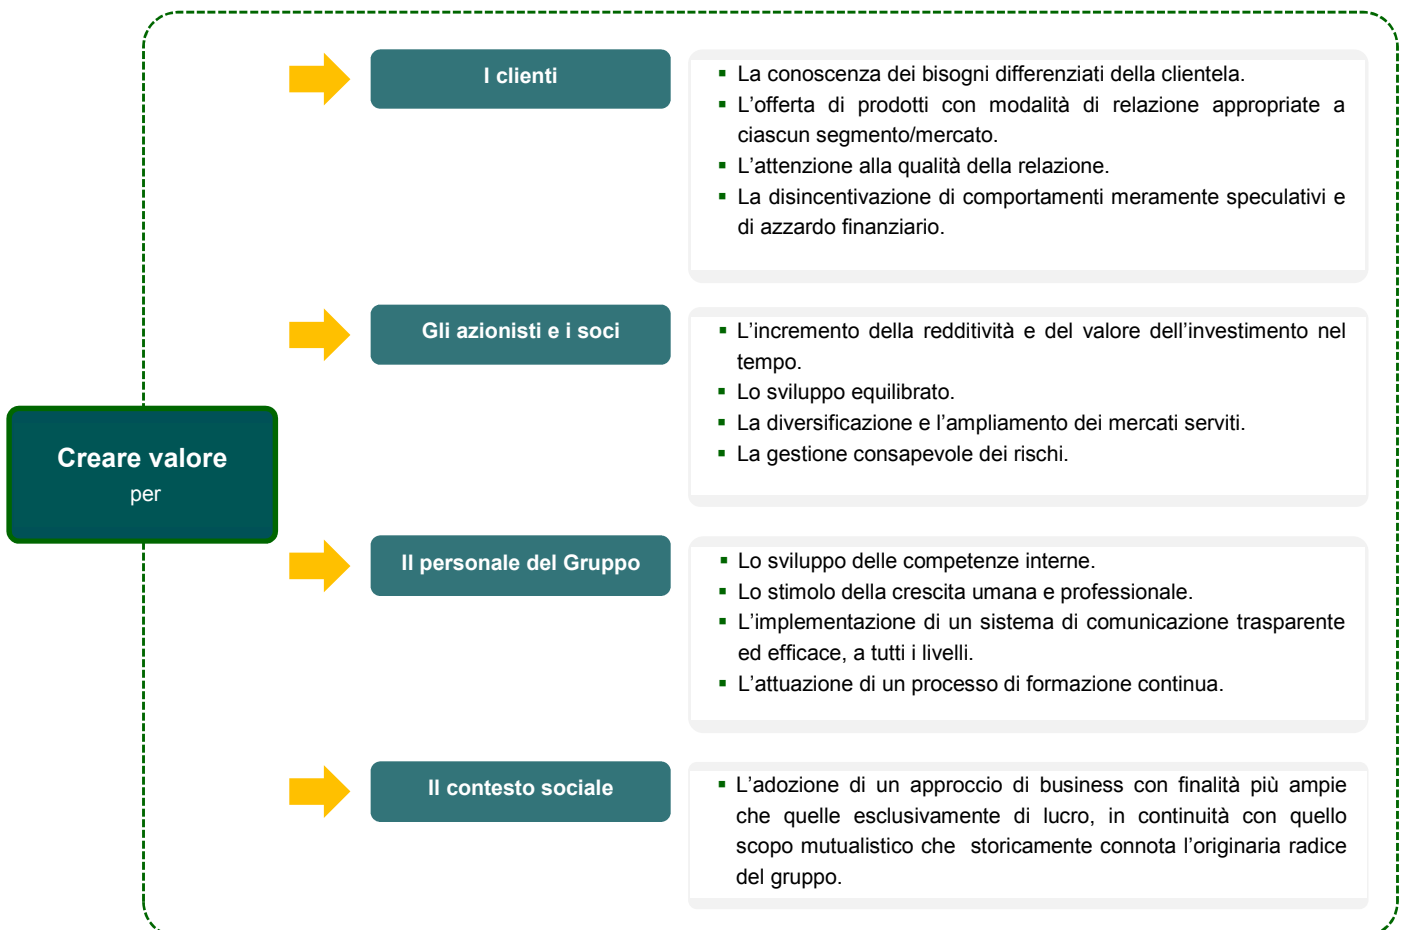 Creare valore
per
I clienti
▪ La conoscenza dei bisogni differenziati della clientela.
▪ L’offerta di prodotti con modalità di relazione appropriate a
ciascun segmento/mercato.
▪ L’attenzione alla qualità della relazione.
▪ La disincentivazione di comportamenti meramente speculativi e
di azzardo finanziario.
Gli azionisti e i soci
▪ L’incremento della redditività e del valore dell’investimento nel
tempo.
▪ Lo sviluppo equilibrato.
▪ La diversificazione e l’ampliamento dei mercati serviti.
▪ La gestione consapevole dei rischi.
Il personale del Gruppo
▪ Lo sviluppo delle competenze interne.
▪ Lo stimolo della crescita umana e professionale.
▪ L’implementazione di un sistema di comunicazione trasparente
ed efficace, a tutti i livelli.
▪ L’attuazione di un processo di formazione continua.
Il contesto sociale
▪ L’adozione di un approccio di business con finalità più ampie
che quelle esclusivamente di lucro, in continuità con quello
scopo mutualistico che storicamente connota l’originaria radice
del gruppo.